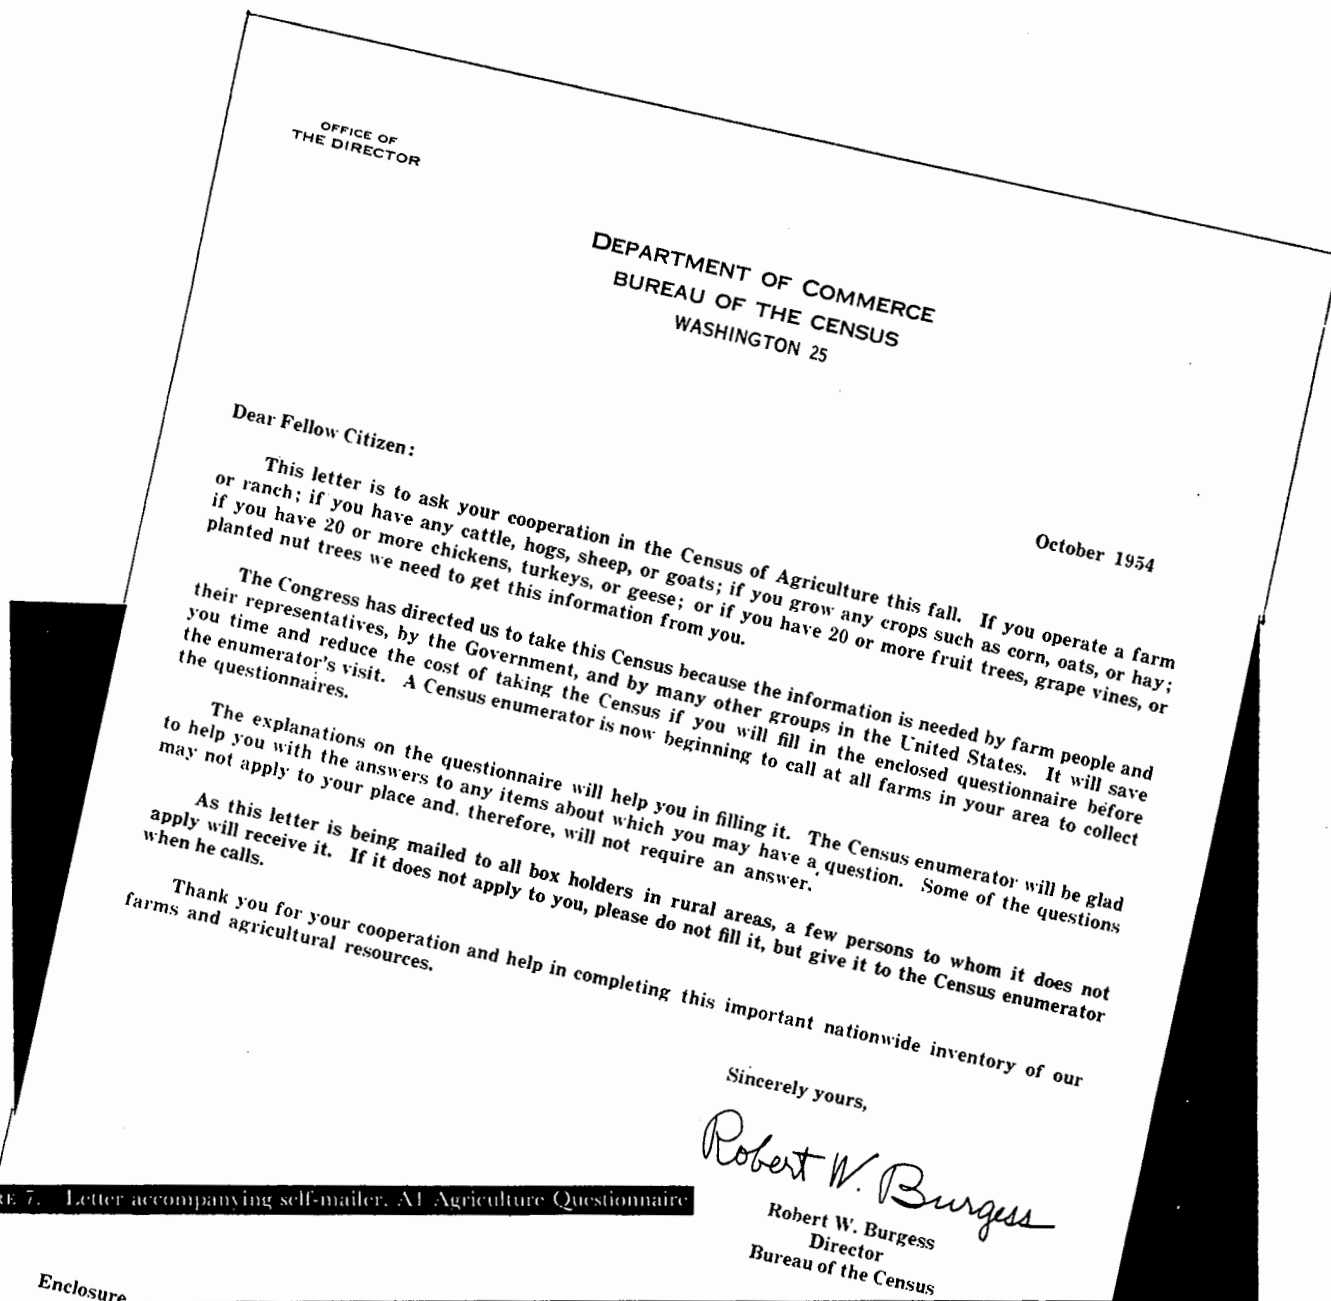 OFFICE OF
THE DIRECTOR
DEPARTMENT OF COMMERCE
BUREAU OF THE CENSUS
WASHINGTON 25
October 1954
Dear Fellow Citizen:
This letter is to ask your cooperation in the Census of Agriculture this fall. If you operate a farm
or ranch; if you have any cattle, hogs, sheep, or goats; if you grow any crops such as corn, oats, or hay;
if you have 20 or more chickens, turkeys, or geese; or if you have 20 or more fruit trees, grape vines, or
planted nut trees we need to get this information from you.
The Congress has directed us to take this Census because the information is needed by farm people and
their representatives, by the Government, and by many other groups in the United States. It will save
you time and reduce the cost of taking the Census if you will fill in the enclosed questionnaire before
the enumerator's visit. A Census enumerator is now beginning to call at all farms in your area to collect
the questionnaires.
The explanations on the questionnaire will help you in filling it. The Census enumerator will be glad
to help you with the answers to any items about which you may have a question. Some of the questions
may not apply to your place and, therefore, will not require an answer.
As this letter is being mailed to all box holders in rural areas, a few persons to whom it does not
apply will receive it. If it does not apply to you, please do not fill it, but give it to the Census enumerator
when he calls.
Thank you for your cooperation and help in completing this important nationwide inventory of our
farms and agricultural resources.
Sincerely yours,
Robert W. Burgess
Robert W. Burgess
Director
Bureau of the Census
RE 7. Letter accompanying self-mailer, A1 Agriculture Questionnaire
Enclosure